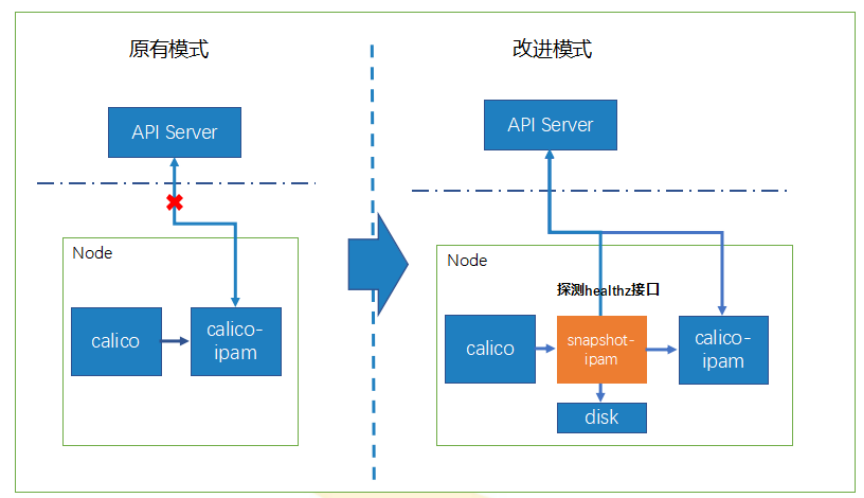 原有模式
API Server
Node
calico
calico-
ipam
改进模式
API Server
Node
探测healthz接口
calico
snapshot-
ipam
calico-
ipam
disk